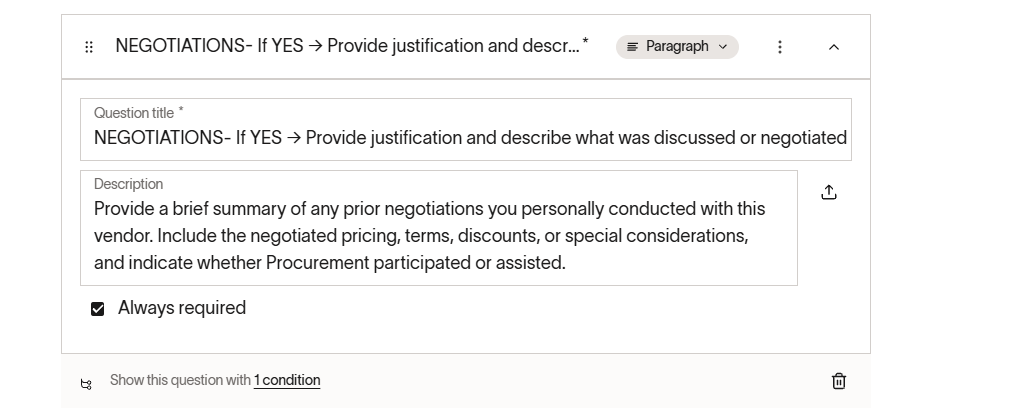 NEGOTIATIONS- If YES → Provide justification and descr... *
Paragraph
Question title *
NEGOTIATIONS- If YES → Provide justification and describe what was discussed or negotiated
Description
Provide a brief summary of any prior negotiations you personally conducted with this
vendor. Include the negotiated pricing, terms, discounts, or special considerations,
and indicate whether Procurement participated or assisted.
Always required
Show this question with 1 condition